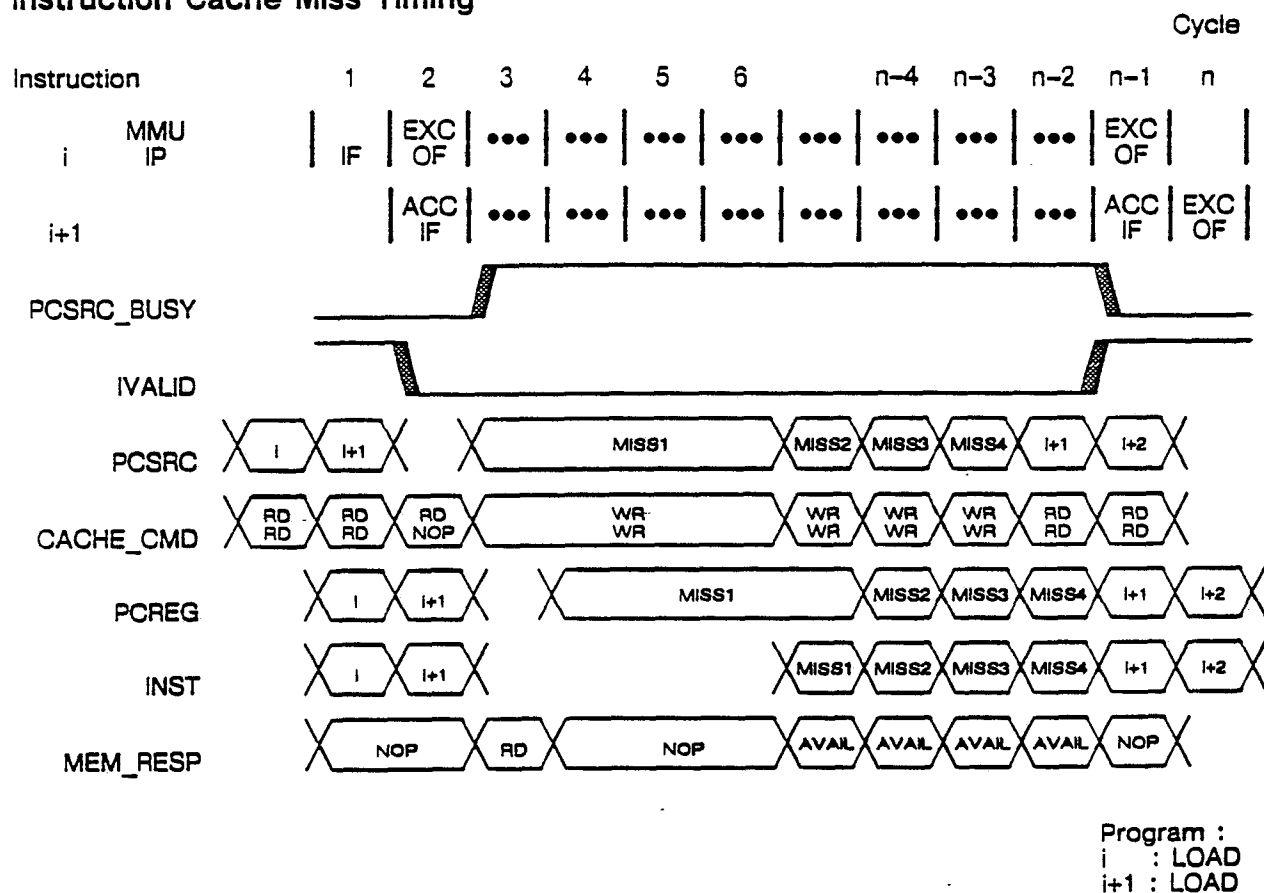 Instruction Cache Miss Timing
Cycle
Instruction 1 2 3 4 5 6 n-4 n-3 n-2 n-1 n
MMU EXC ••• ••• ••• ••• ••• ••• ••• ••• EXC
i IP IF OF OF
ACC ••• ••• ••• ••• ••• ••• ••• ••• ACC EXC
i+1 IF IF OF
PCSRC_BUSY
IVALID
PCSRC I I+1 MISS1 MISS2 MISS3 MISS4 I+1 I+2
RD RD RD WR WR WR WR RD RD
CACHE_CMD RD RD NOP WR WR WR WR RD RD
PCREG I I+1 MISS1 MISS2 MISS3 MISS4 I+1 I+2
INST I I+1 MISS1 MISS2 MISS3 MISS4 I+1 I+2
MEM_RESP NOP RD NOP AVAIL AVAIL AVAIL AVAIL NOP
Program :
i : LOAD
i+1 : LOAD